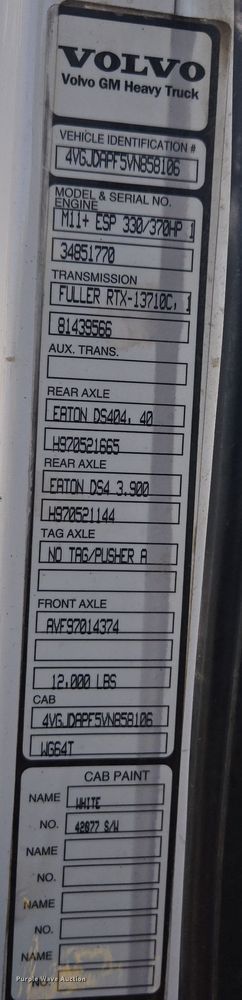 VOLVO
Volvo GM Heavy Truck
VEHICLE IDENTIFICATION #
4VGJDAPF5VN858106
MODEL & SERIAL NO.
ENGINE
M11+ ESP 330/370HP 1
34851770
TRANSMISSION
FULLER RTX-13710C, 1
81439566
AUX. TRANS.
REAR AXLE
EATON DS404, 40
H970521665
REAR AXLE
EATON DS4 3.900
H970521144
TAG AXLE
NO TAG/PUSHER A
FRONT AXLE
AVF97014374
12,000 LBS
CAB
4VGJDAPF5VN858106
WG64T
CAB PAINT
NAME WHITE
NO. 42077 S/W
NAME
NO.
NAME
NO.
NAME
NO.
Purple Wave Auction